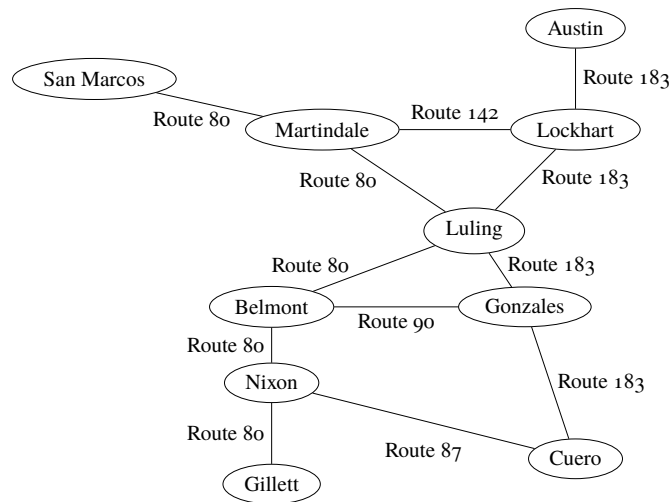 Austin
San Marcos
Route 183
Route 80
Route 142
Martindale
Lockhart
Route 80
Route 183
Luling
Route 80
Route 183
Belmont
Gonzales
Route 90
Route 80
Nixon
Route 183
Route 80
Route 87
Cuero
Gillett